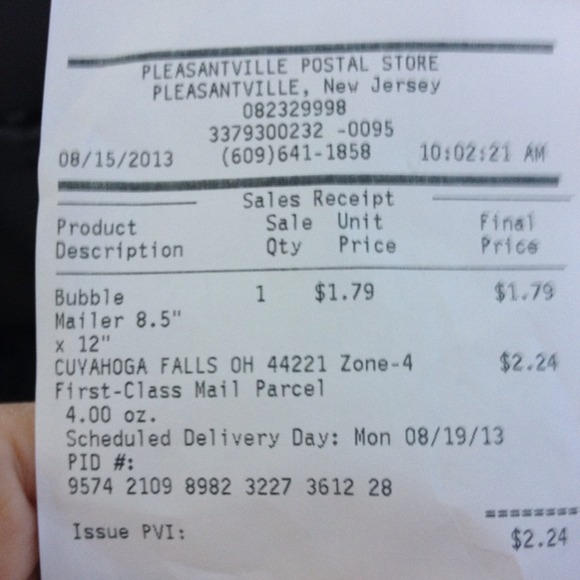 PLEASANTVILLE POSTAL STORE
PLEASANTVILLE, New Jersey
082329998
3379300232 -0095
08/15/2013 (609)641-1858 10:02:21 AM
Sales Receipt
Product Sale Unit Final
Description Qty Price Price
Bubble 1 $1.79 $1.79
Mailer 8.5"
x 12"
CUYAHOGA FALLS OH 44221 Zone-4 $2.24
First-Class Mail Parcel
4.00 oz.
Scheduled Delivery Day: Mon 08/19/13
PID #:
9574 2109 8982 3227 3612 28
========
Issue PVI: $2.24